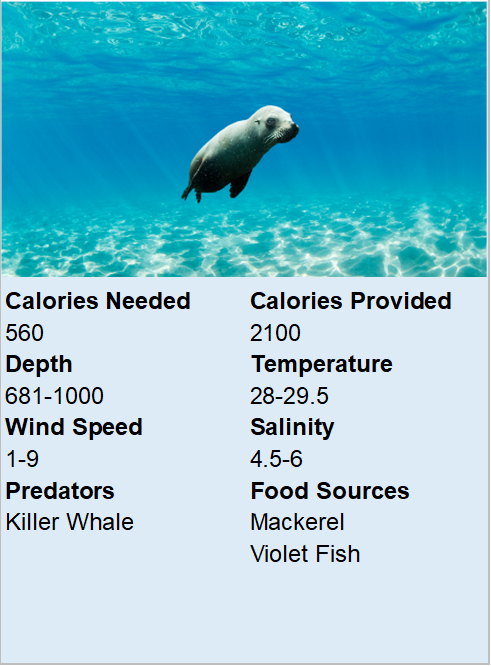 Calories Needed
Calories Provided
560
2100
Depth
Temperature
681-1000
28-29.5
Wind Speed
Salinity
1-9
4.5-6
Predators
Food Sources
Killer Whale
Mackerel
Violet Fish